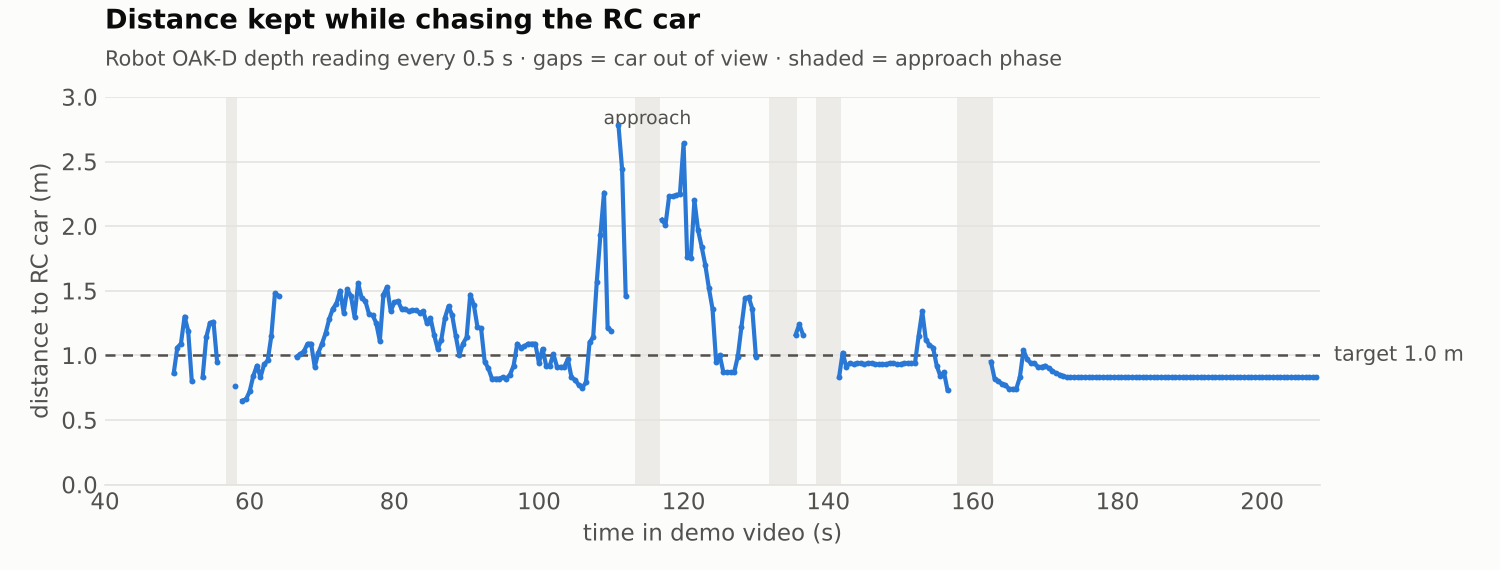 Distance kept while chasing the RC car
Robot OAK-D depth reading every 0.5 s · gaps = car out of view · shaded = approach phase
distance to RC car (m)
3.0
2.5
2.0
1.5
1.0
0.5
0.0
approach
target 1.0 m
40 60 80 100 120 140 160 180 200
time in demo video (s)